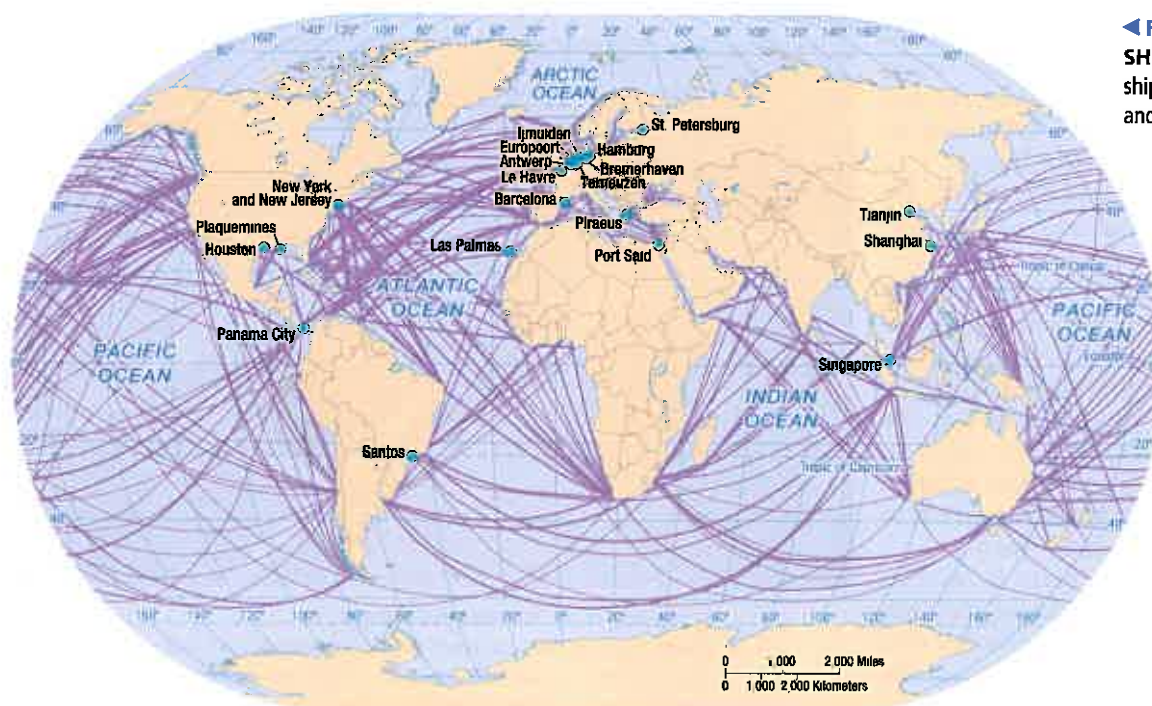 SH
ship
and
ARCTIC
OCEAN
St. Petersburg
Ijmuiden
Europoort
Hamburg
Antwerp
Bremerhaven
Le Havre
Terneuzen
New York
and New Jersey
Barcelona
Tianjin
Piraeus
Plaquemines
Shanghai
Houston
Las Palmas
Port Said
Tropic of Cancer
ATLANTIC
OCEAN
PACIFIC
OCEAN
Panama City
PACIFIC
OCEAN
Equator
Singapore
INDIAN
OCEAN
Santos
Tropic of Capricorn
0 1,000 2,000 Miles
0 1,000 2,000 Kilometers